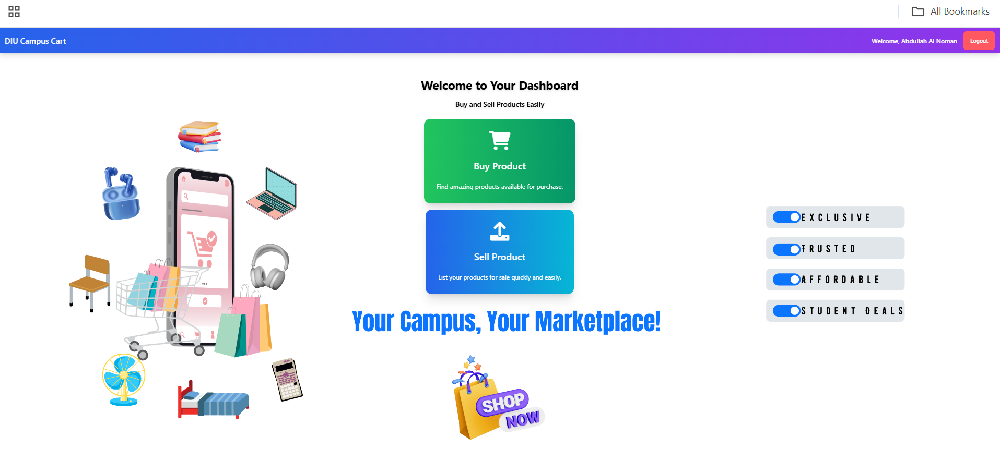 All Bookmarks
DIU Campus Cart
Welcome, Abdullah Al Noman
Logout
Welcome to Your Dashboard
Buy and Sell Products Easily
Buy Product
Find amazing products available for purchase.
Sell Product
List your products for sale quickly and easily.
EXCLUSIVE
TRUSTED
AFFORDABLE
STUDENT DEALS
Your Campus, Your Marketplace!
SHOP
NOW